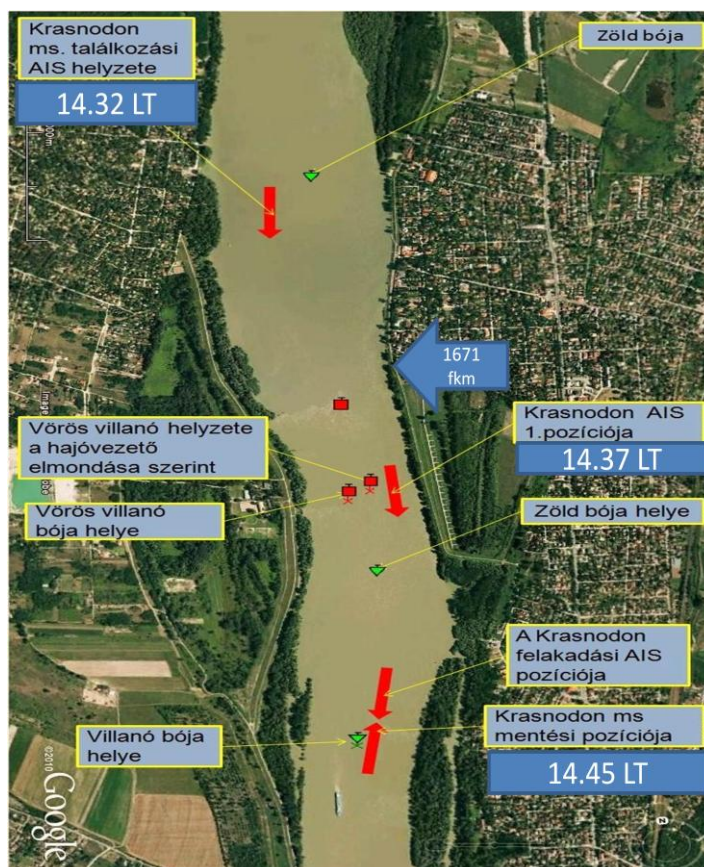 Krasnodon
ms. találkozási
AIS helyzete
14.32 LT
Zöld bója
1671
fkm
Vörös villanó helyzete
a hajóvezető
elmondása szerint
Krasnodon AIS
1.pozíciója
14.37 LT
Vörös villanó
bója helye
Zöld bója helye
A Krasnodon
felakadási AIS
pozíciója
Villanó bója
helye
Krasnodon ms
mentési pozíciója
14.45 LT
©2010 Google